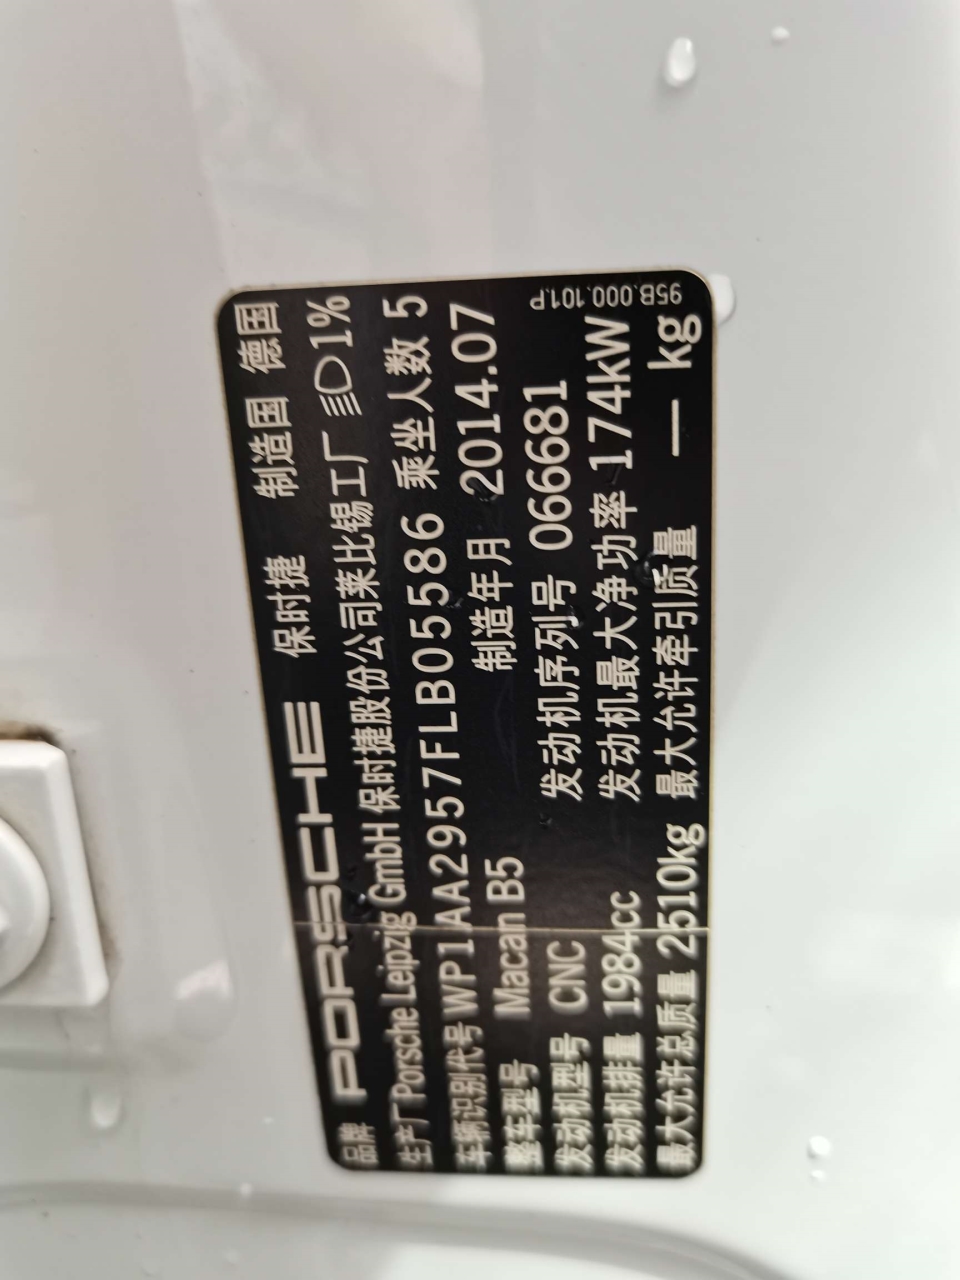 品牌 PORSCHE 保时捷 制造国 德国
生产厂 Porsche Leipzig GmbH 保时捷股份公司莱比锡工厂 1%
车辆识别代号 WP1AA2957FLB05586 乘坐人数 5
整车型号 Macan B5 制造年月 2014.07
发动机型号 CNC 发动机序列号 066681
发动机排量 1984cc 发动机最大净功率 174kW
最大允许总质量 2510kg 最大允许牵引质量 — kg
95B.000.101.P